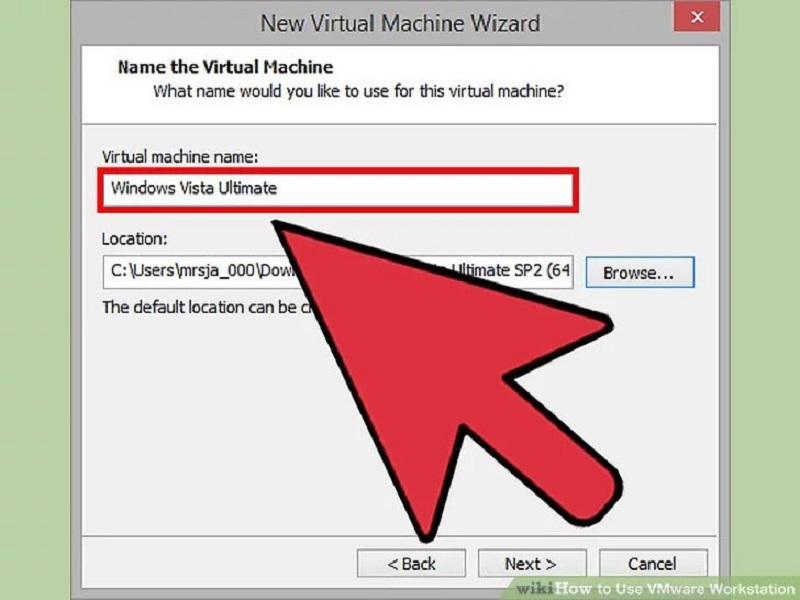 New Virtual Machine Wizard
Name the Virtual Machine
What name would you like to use for this virtual machine?
Virtual machine name:
Windows Vista Ultimate
Location:
C:\Users\mrsja_000\Dow Ultimate SP2 (64
Browse...
The default location can be
< Back
Next >
Cancel
wikiHow to Use VMware Workstation